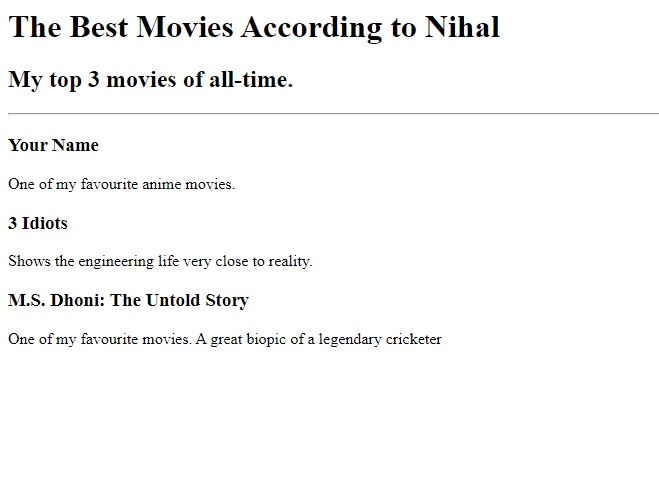 The Best Movies According to Nihal
My top 3 movies of all-time.
Your Name
One of my favourite anime movies.
3 Idiots
Shows the engineering life very close to reality.
M.S. Dhoni: The Untold Story
One of my favourite movies. A great biopic of a legendary cricketer